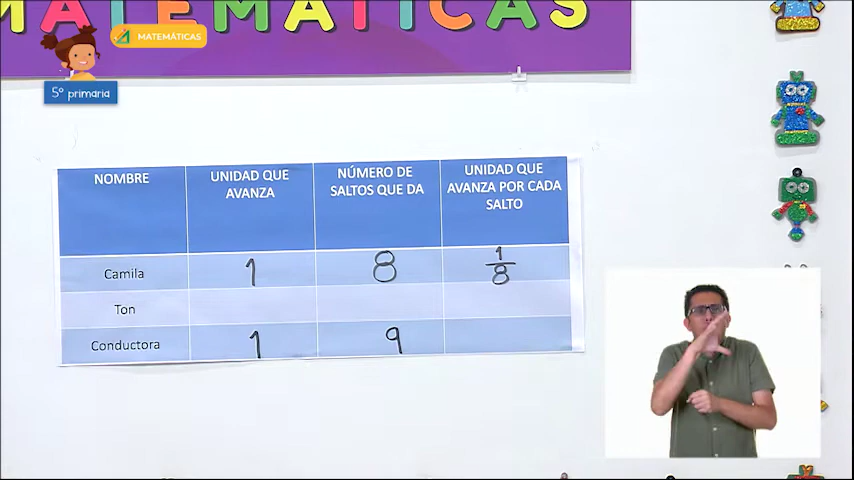 MATEMÁTICAS
MATEMÁTICAS
5º primaria
NOMBRE
UNIDAD QUE AVANZA
NÚMERO DE SALTOS QUE DA
UNIDAD QUE AVANZA POR CADA SALTO
Camila 1 8 1/8
Ton
Conductora 1 9